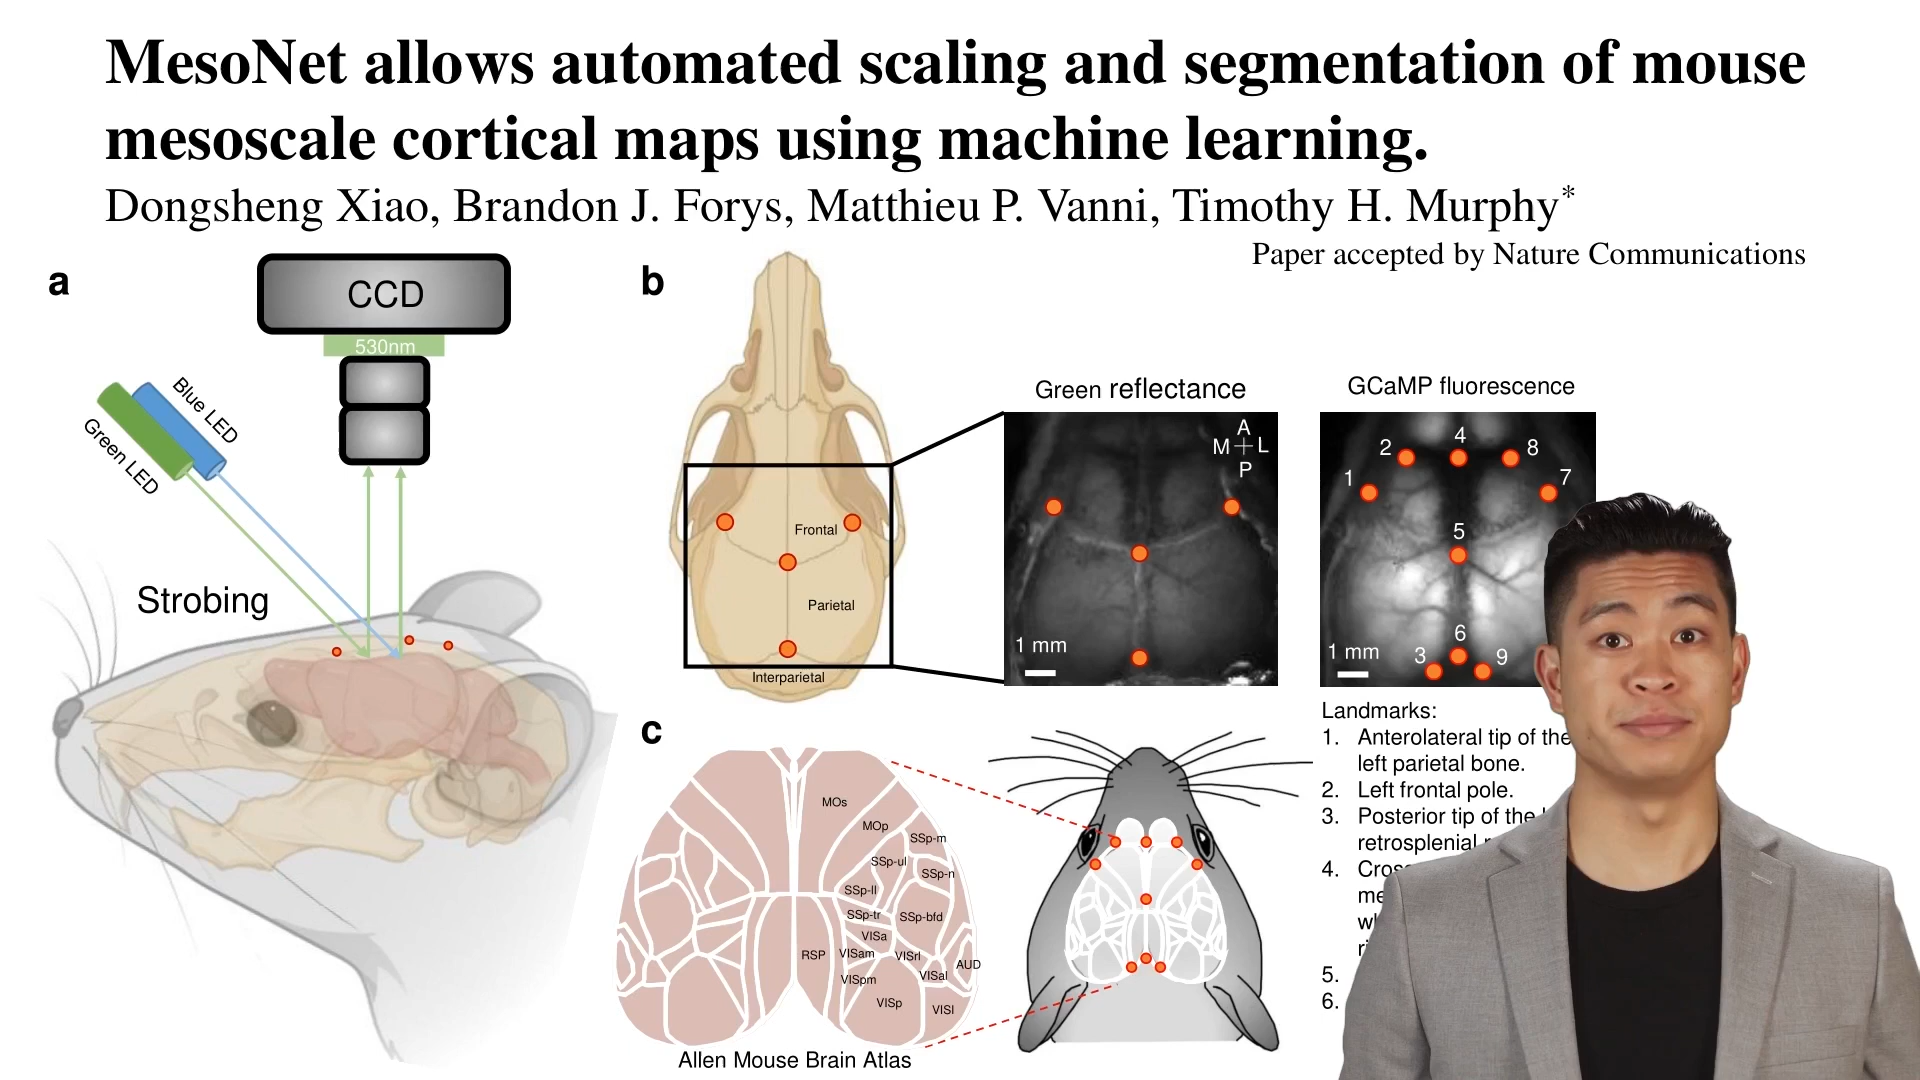 MesoNet allows automated scaling and segmentation of mouse
mesoscale cortical maps using machine learning.
Dongsheng Xiao, Brandon J. Forys, Matthieu P. Vanni, Timothy H. Murphy*
Paper accepted by Nature Communications
a
CCD
530nm
Blue LED
Green LED
Strobing
b
Frontal
Parietal
Interparietal
Green reflectance
A
M L
P
1 mm
GCaMP fluorescence
2 4 8
1 7
5
6
3 9
1 mm
Landmarks:
1. Anterolateral tip of the
left parietal bone.
2. Left frontal pole.
3. Posterior tip of the
retrosplenial
4.
5.
6.
c
MOs
MOp
SSp-m
SSp-ul
SSp-n
SSp-ll
SSp-tr
SSp-bfd
VISa
RSP
VISam
VISrl
AUD
VISal
VISpm
VISp
VISl
Allen Mouse Brain Atlas